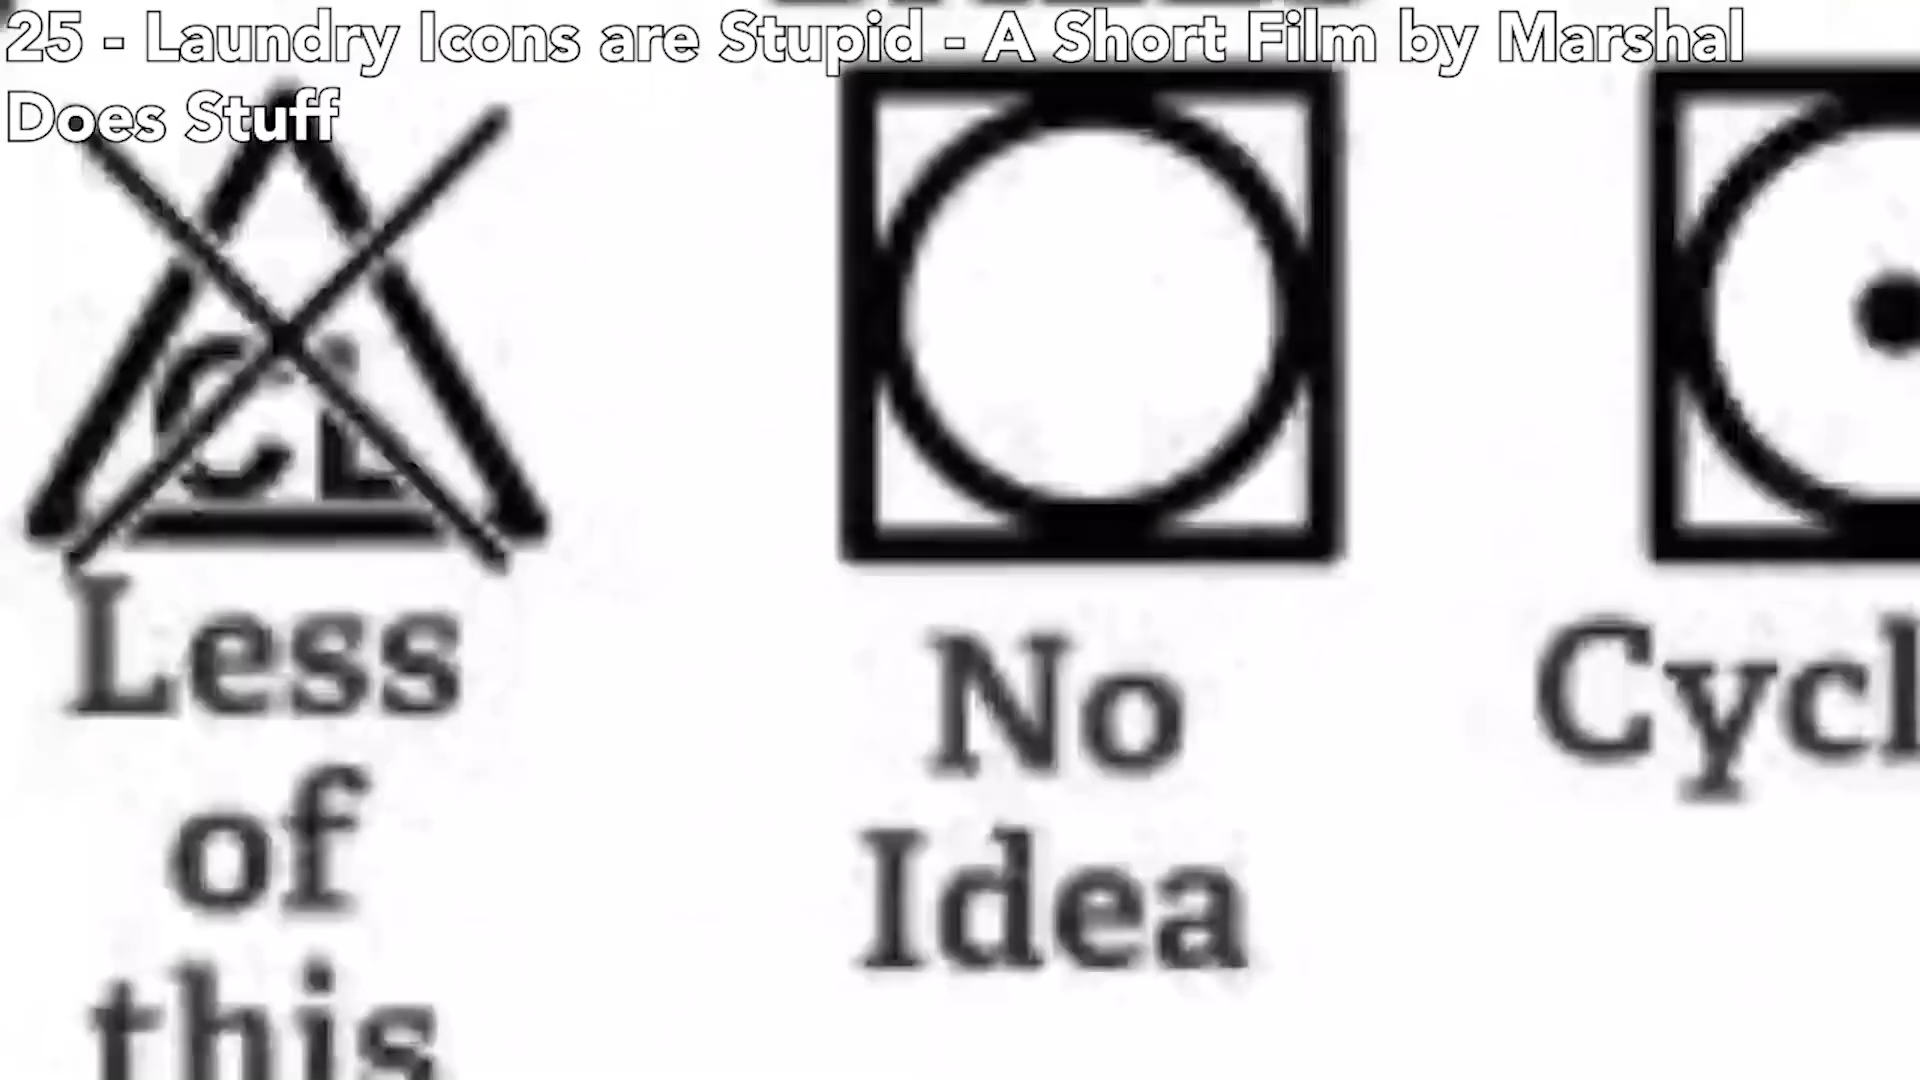 25 - Laundry Icons are Stupid - A Short Film by Marshal
Does Stuff
CL
Less
of
this
No
Idea
Cycl